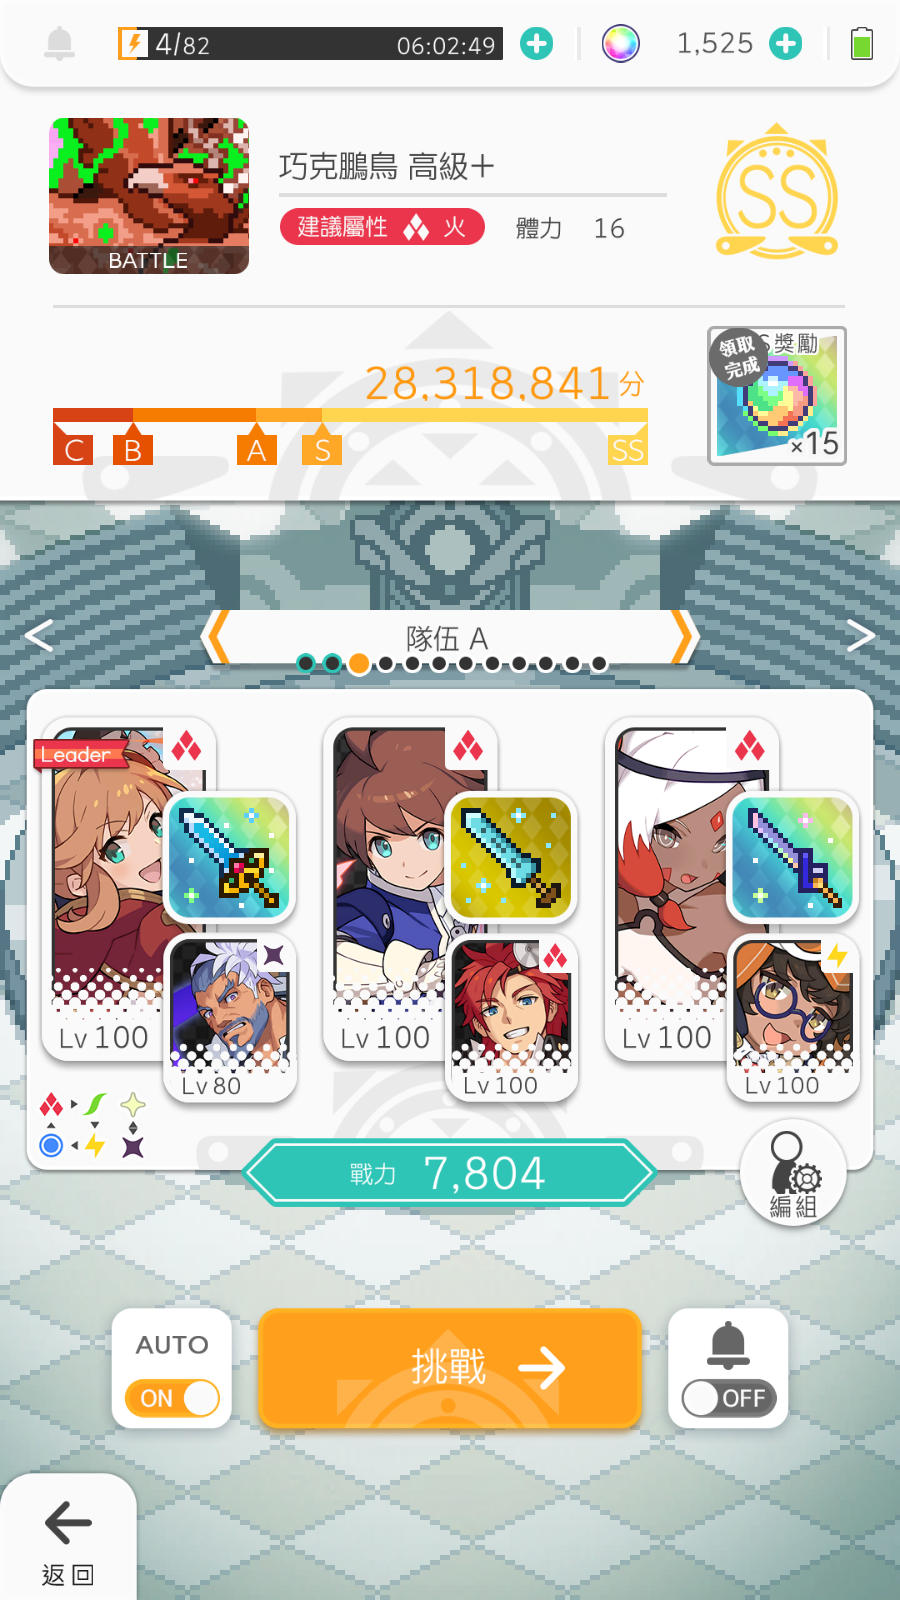 4/82
06:02:49
1,525
巧克鵬鳥 高級+
建議屬性 火
體力 16
SS
BATTLE
28,318,841分
領取完成
S獎勵
×15
C
B
A
S
SS
隊伍 A
Leader
Lv 100
Lv 80
Lv 100
Lv 100
Lv 100
Lv 100
戰力 7,804
編組
AUTO
ON
挑戰
OFF
返回